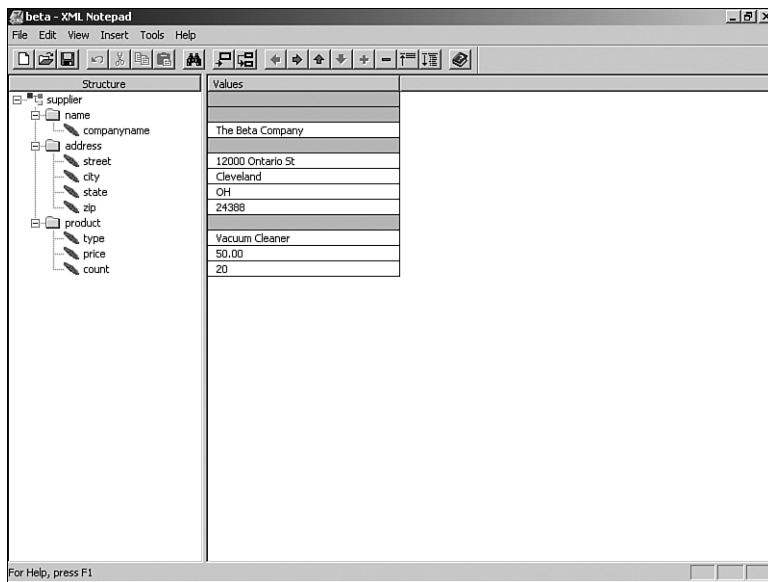 beta - XML Notepad
File Edit View Insert Tools Help
Structure Values
supplier
name
companyname The Beta Company
address
street 12000 Ontario St
city Cleveland
state OH
zip 24388
product
type Vacuum Cleaner
price 50.00
count 20
For Help, press F1